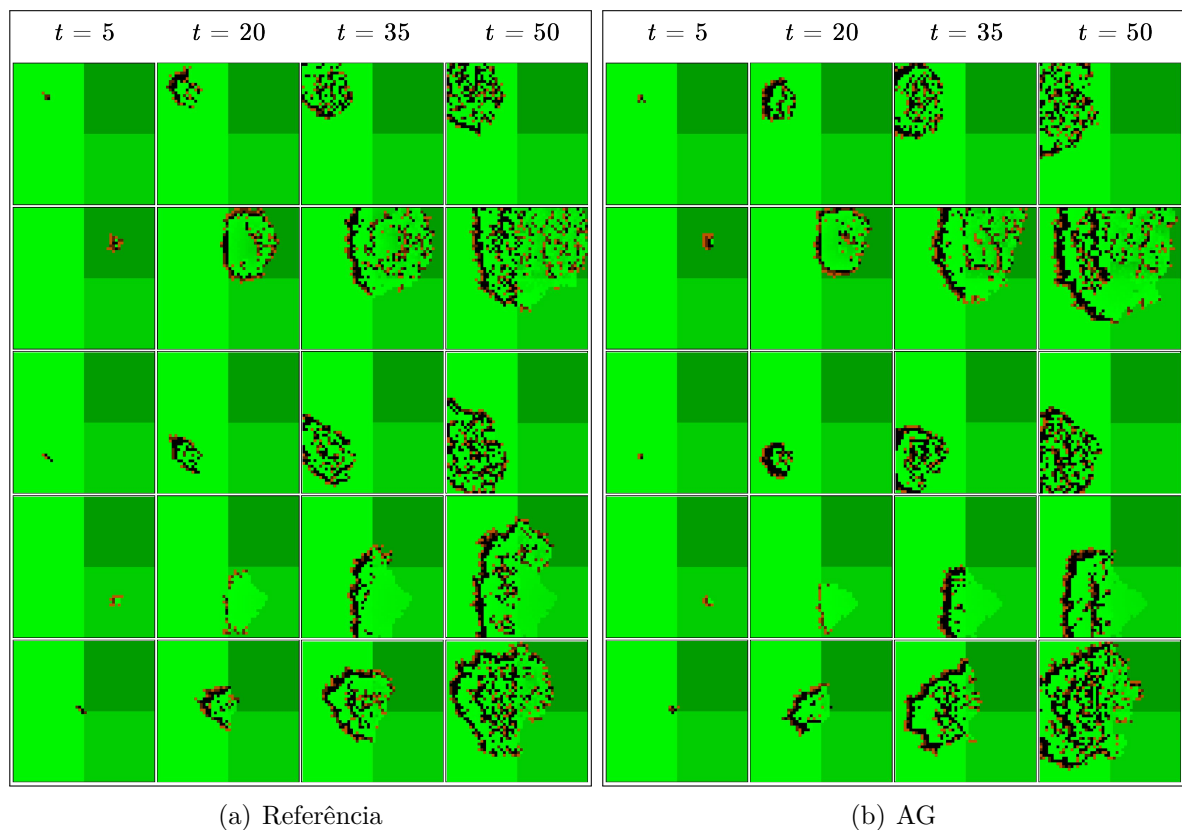 t = 5 t = 20 t = 35 t = 50 t = 5 t = 20 t = 35 t = 50
(a) Referência (b) AG